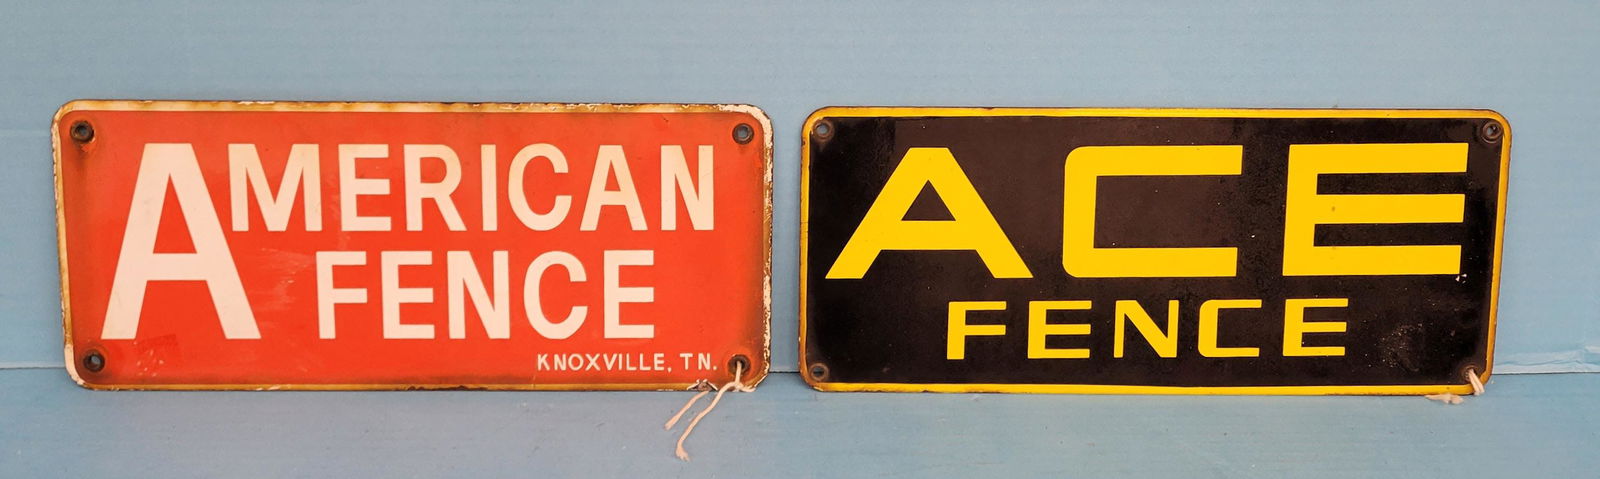 AMERICAN
FENCE
KNOXVILLE, TN.
ACE
FENCE